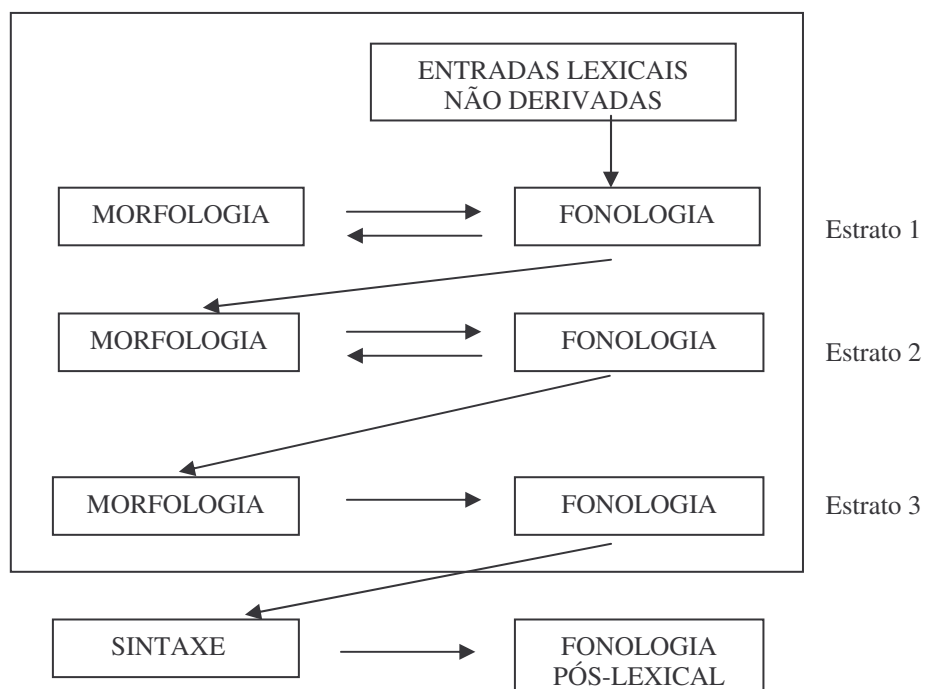 ENTRADAS LEXICAIS
NÃO DERIVADAS
MORFOLOGIA
FONOLOGIA
Estrato 1
MORFOLOGIA
FONOLOGIA
Estrato 2
MORFOLOGIA
FONOLOGIA
Estrato 3
SINTAXE
FONOLOGIA
PÓS-LEXICAL